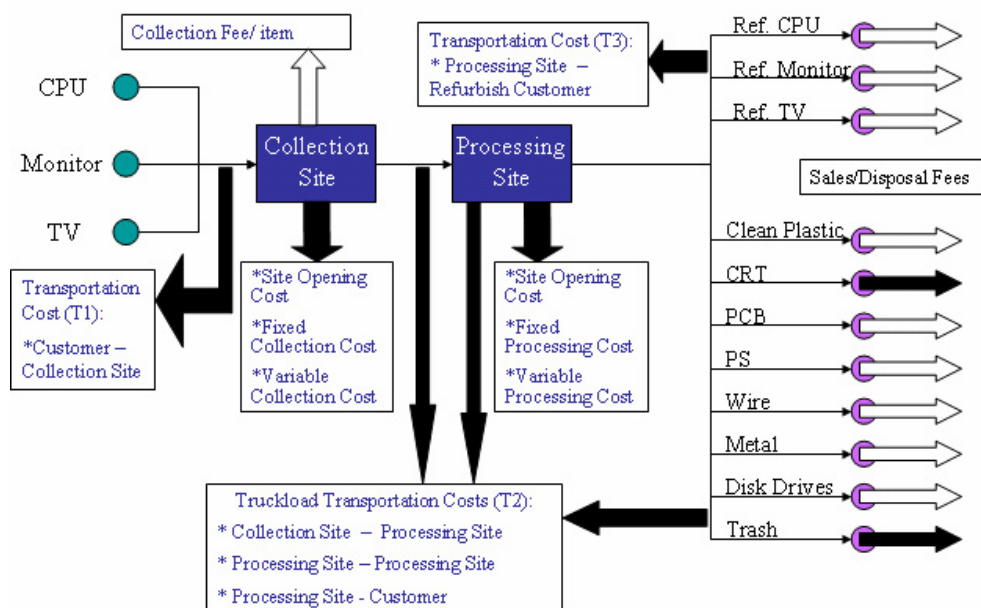 Collection Fee/ item
CPU
Monitor
TV
Transportation
Cost (T1):
*Customer –
Collection Site
Collection
Site
*Site Opening
Cost
*Fixed
Collection Cost
*Variable
Collection Cost
Transportation Cost (T3):
* Processing Site –
Refurbish Customer
Processing
Site
*Site Opening
Cost
*Fixed
Processing Cost
*Variable
Processing Cost
Truckload Transportation Costs (T2):
* Collection Site – Processing Site
* Processing Site – Processing Site
* Processing Site - Customer
Ref. CPU
Ref. Monitor
Ref. TV
Sales/Disposal Fees
Clean Plastic
CRT
PCB
PS
Wire
Metal
Disk Drives
Trash